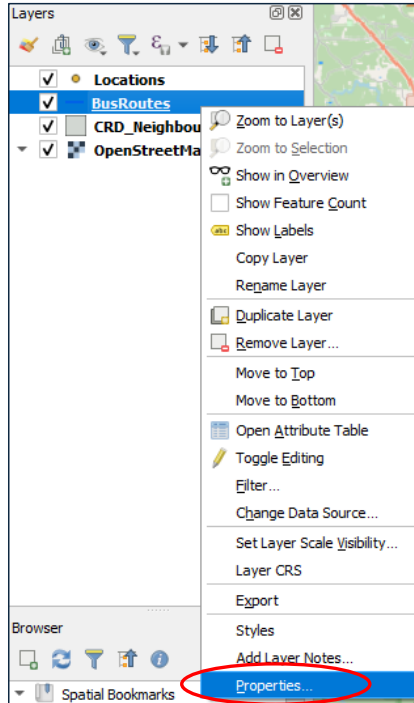 Layers
Locations
BusRoutes
CRD_Neighbou
OpenStreetMa
Zoom to Layer(s)
Zoom to Selection
Show in Overview
Show Feature Count
abc Show Labels
Copy Layer
Rename Layer
Duplicate Layer
Remove Layer...
Move to Top
Move to Bottom
Open Attribute Table
Toggle Editing
Filter...
Change Data Source...
Set Layer Scale Visibility...
Layer CRS
Export
Styles
Add Layer Notes...
Properties...
Browser
Spatial Bookmarks